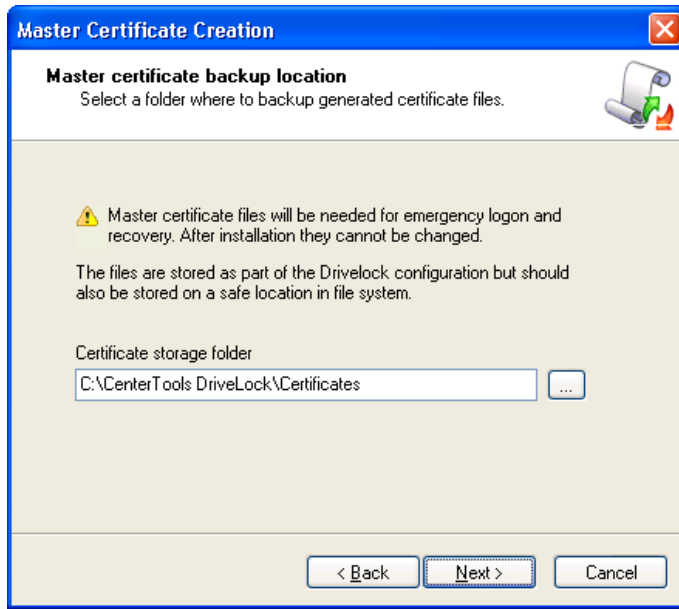 Master Certificate Creation
Master certificate backup location
Select a folder where to backup generated certificate files.
Master certificate files will be needed for emergency logon and
recovery. After installation they cannot be changed.
The files are stored as part of the Drivelock configuration but should
also be stored on a safe location in file system.
Certificate storage folder
C:\CenterTools DriveLock\Certificates
...
< Back
Next >
Cancel